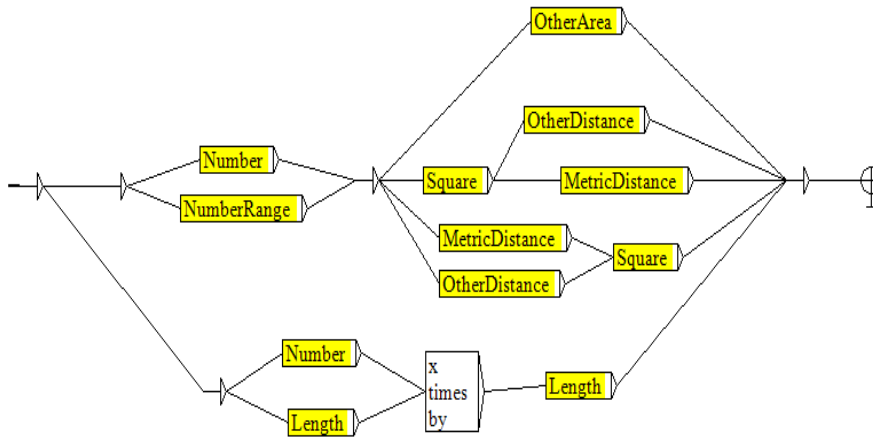 OtherArea
OtherDistance
Number
Square
MetricDistance
NumberRange
MetricDistance
Square
OtherDistance
Number
x
times
by
Length
Length